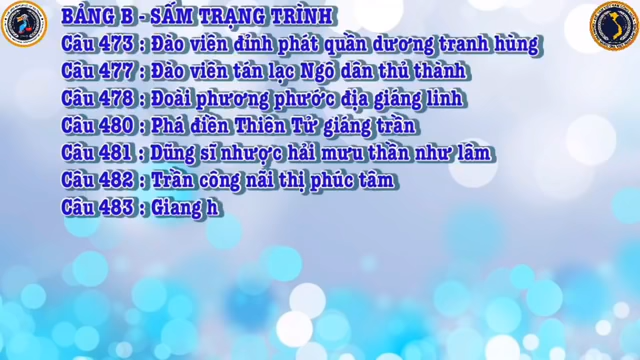 BẢNG B - SẤM TRẠNG TRÌNH
Câu 473 : Đào viên đỉnh phát quần dương tranh hùng
Câu 477 : Đào viên tán lạc Ngô dân thủ thành
Câu 478 : Đoài phương phước địa giáng linh
Câu 480 : Phá điền Thiên Tử giáng trần
Câu 481 : Dũng sĩ nhược hải mưu thần như lâm
Câu 482 : Trần công nãi thị phúc tâm
Câu 483 : Giang h